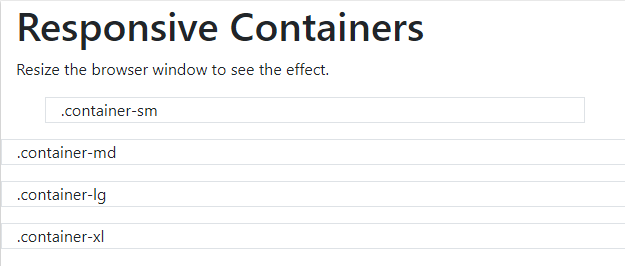 Responsive Containers
Resize the browser window to see the effect.
.container-sm
.container-md
.container-lg
.container-xl